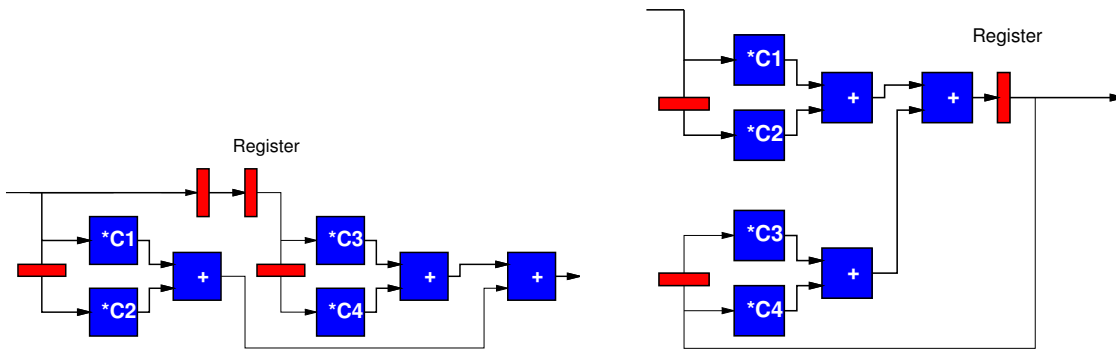 Register
*C1
*C2
+
*C3
*C4
+
+
Register
*C1
*C2
+
+
*C3
*C4
+